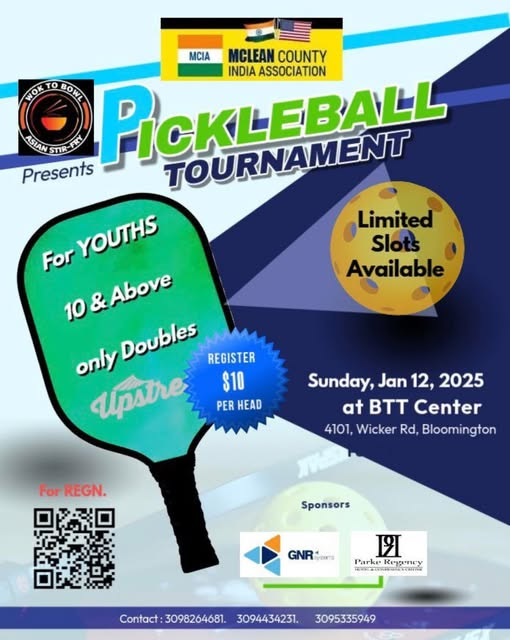 MCIA
MCLEAN COUNTY
INDIA ASSOCIATION
WOK TO BOWL
ASIAN STIR-FRY
Presents
PICKLEBALL
TOURNAMENT
For YOUTHS
10 & Above
only Doubles
Upstre
Limited
Slots
Available
REGISTER
$10
PER HEAD
Sunday, Jan 12, 2025
at BTT Center
4101, Wicker Rd, Bloomington
For REGN.
Sponsors
GNR
Parke Regency
Contact : 3098264681. 3094434231. 3095335949